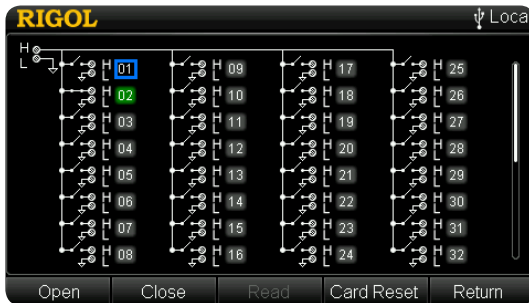 RIGOL Loca
H
L
H 01 H 09 H 17 H 25
L L L L
H 02 H 10 H 18 H 26
L L L L
H 03 H 11 H 19 H 27
L L L L
H 04 H 12 H 20 H 28
L L L L
H 05 H 13 H 21 H 29
L L L L
H 06 H 14 H 22 H 30
L L L L
H 07 H 15 H 23 H 31
L L L L
H 08 H 16 H 24 H 32
L L L L
Open Close Read Card Reset Return